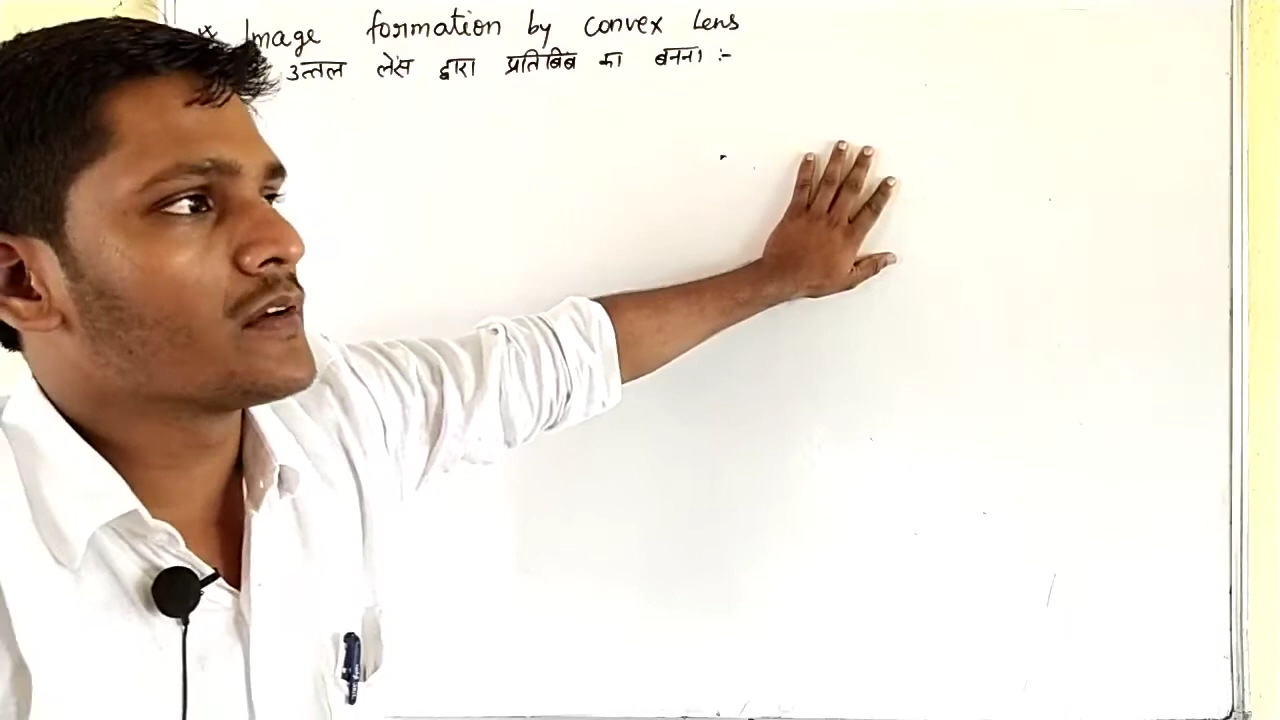 * Image formation by convex lens
उत्तल लेंस द्वारा प्रतिबिंब का बनना :-